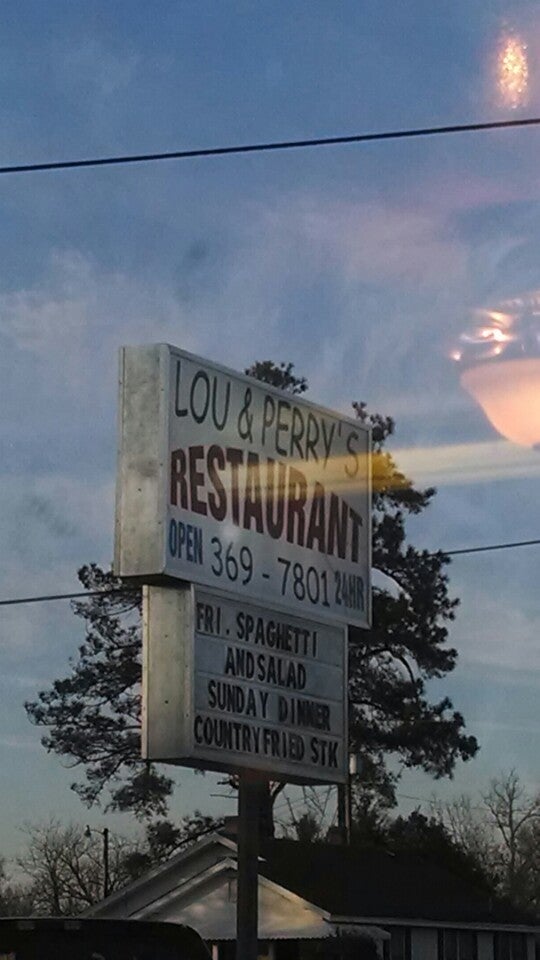 LOU & PERRY'S
RESTAURANT
OPEN 369-7801 24HR
FRI. SPAGHETTI
AND SALAD
SUNDAY DINNER
COUNTRY FRIED STK